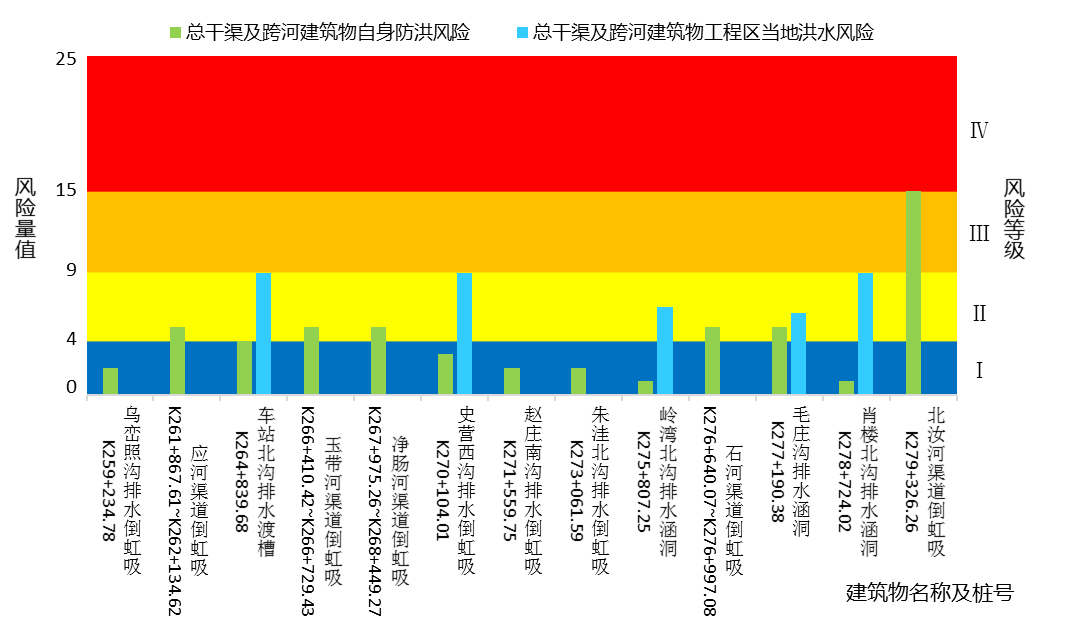 总干渠及跨河建筑物自身防洪风险
总干渠及跨河建筑物工程区当地洪水风险
25
15
9
4
0
风险量值
Ⅳ
Ⅲ
Ⅱ
Ⅰ
风险等级
乌峦照沟排水倒虹吸
K259+234.78
应河渠道倒虹吸
K261+867.61~K262+134.62
车站北沟排水渡槽
K264+839.68
玉带河渠道倒虹吸
K266+410.42~K266+729.43
净肠河渠道倒虹吸
K267+975.26~K268+449.27
史营西沟排水倒虹吸
K270+104.01
赵庄南沟排水倒虹吸
K271+559.75
朱洼北沟排水倒虹吸
K273+061.59
岭湾北沟排水涵洞
K275+807.25
石河渠道倒虹吸
K276+640.07~K276+997.08
毛庄沟排水涵洞
K277+190.38
肖楼北沟排水涵洞
K278+724.02
北汝河渠道倒虹吸
K279+326.26
建筑物名称及桩号